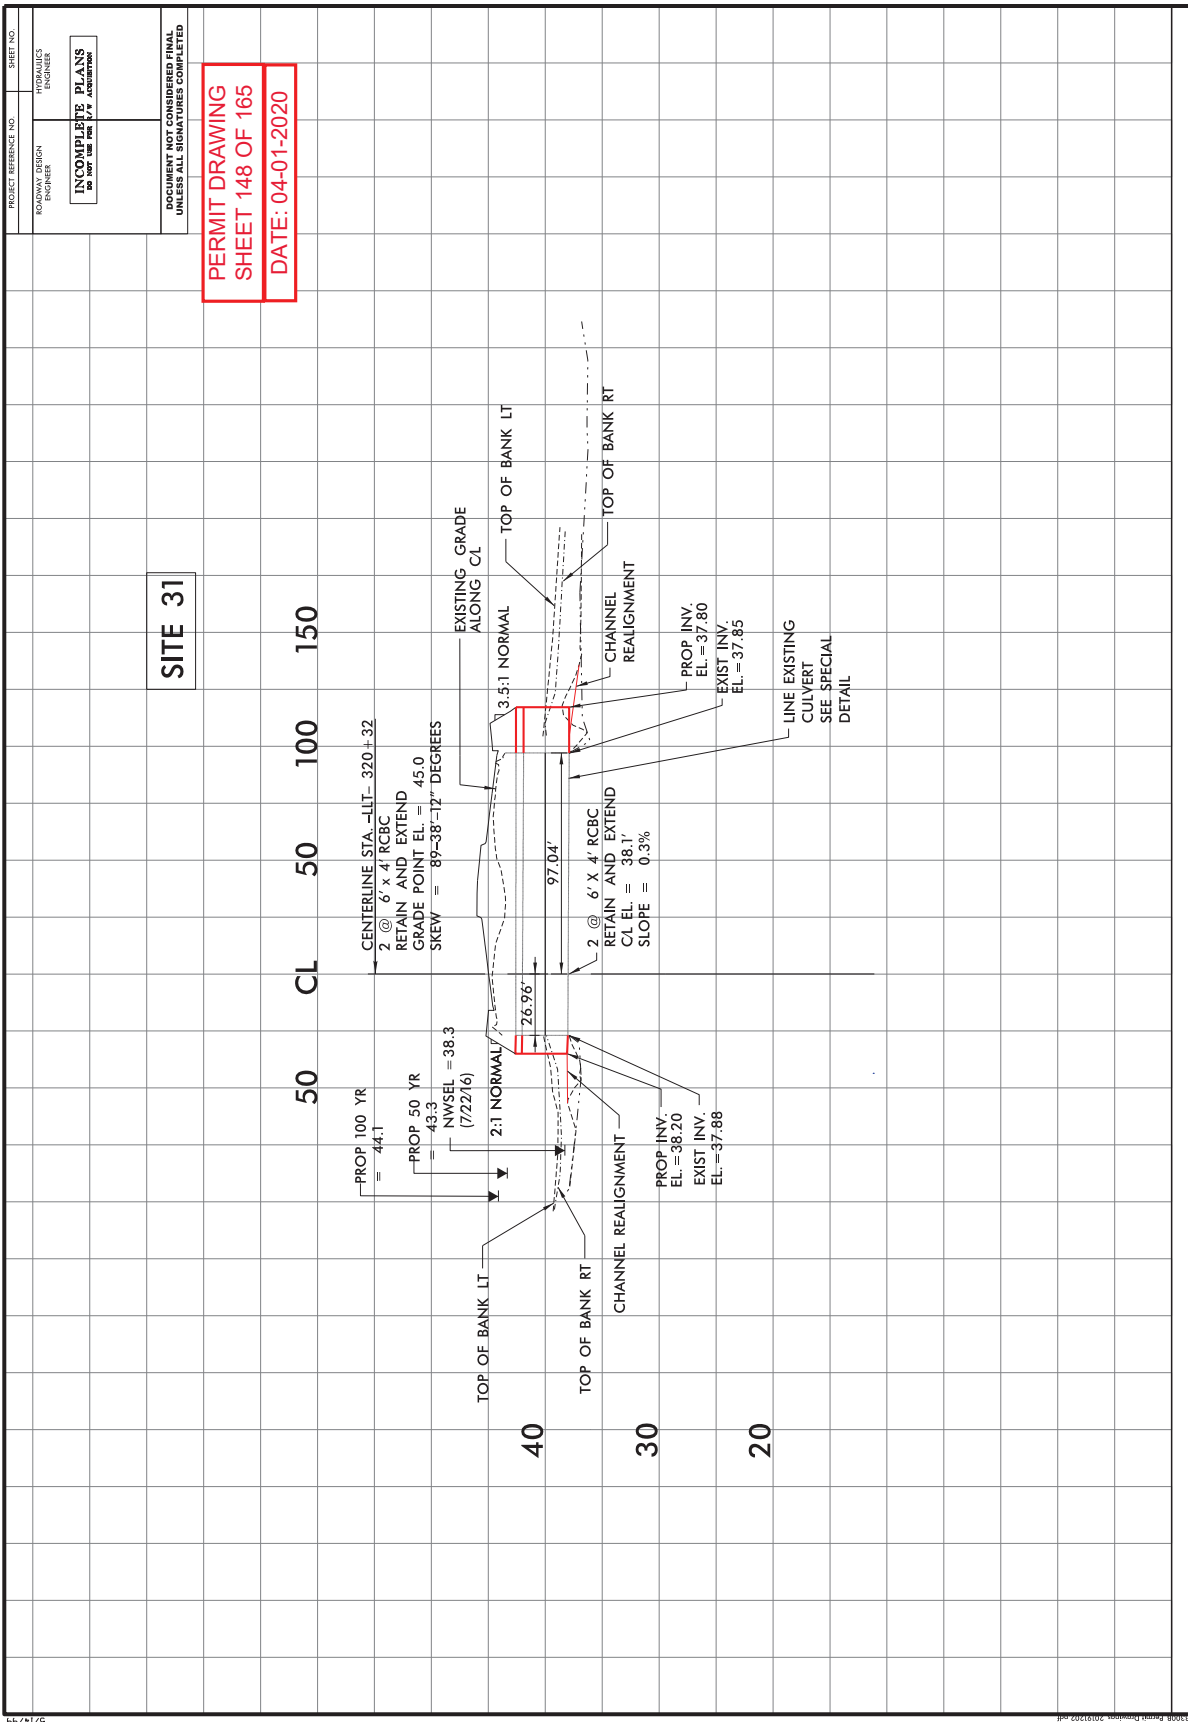 PROJECT REFERENCE NO.
SHEET NO.
ROADWAY DESIGN
ENGINEER
HYDRAULICS
ENGINEER
INCOMPLETE PLANS
DO NOT USE FOR R/W ACQUISITION
DOCUMENT NOT CONSIDERED FINAL
UNLESS ALL SIGNATURES COMPLETED
PERMIT DRAWING
SHEET 148 OF 165
DATE: 04-01-2020
SITE 31
50
CL
50
100
150
CENTERLINE STA. -LLT- 320+32
2 @ 6' X 4' RCBC
RETAIN AND EXTEND
GRADE POINT EL. = 45.0
SKEW = 89-38'-12" DEGREES
PROP 100 YR
= 44.1
PROP 50 YR
= 43.3
NWSEL = 38.3
(7/22/16)
2:1 NORMAL
EXISTING GRADE
ALONG C/L
3.5:1 NORMAL
TOP OF BANK LT
TOP OF BANK RT
26.96'
97.04'
CHANNEL
REALIGNMENT
TOP OF BANK LT
TOP OF BANK RT
CHANNEL REALIGNMENT
2 @ 6' X 4' RCBC
RETAIN AND EXTEND
C/L EL. = 38.1'
SLOPE = 0.3%
PROP INV.
EL. = 38.20
EXIST INV.
EL. = 37.88
PROP INV.
EL. = 37.80
EXIST INV.
EL. = 37.85
LINE EXISTING
CULVERT
SEE SPECIAL
DETAIL
40
30
20